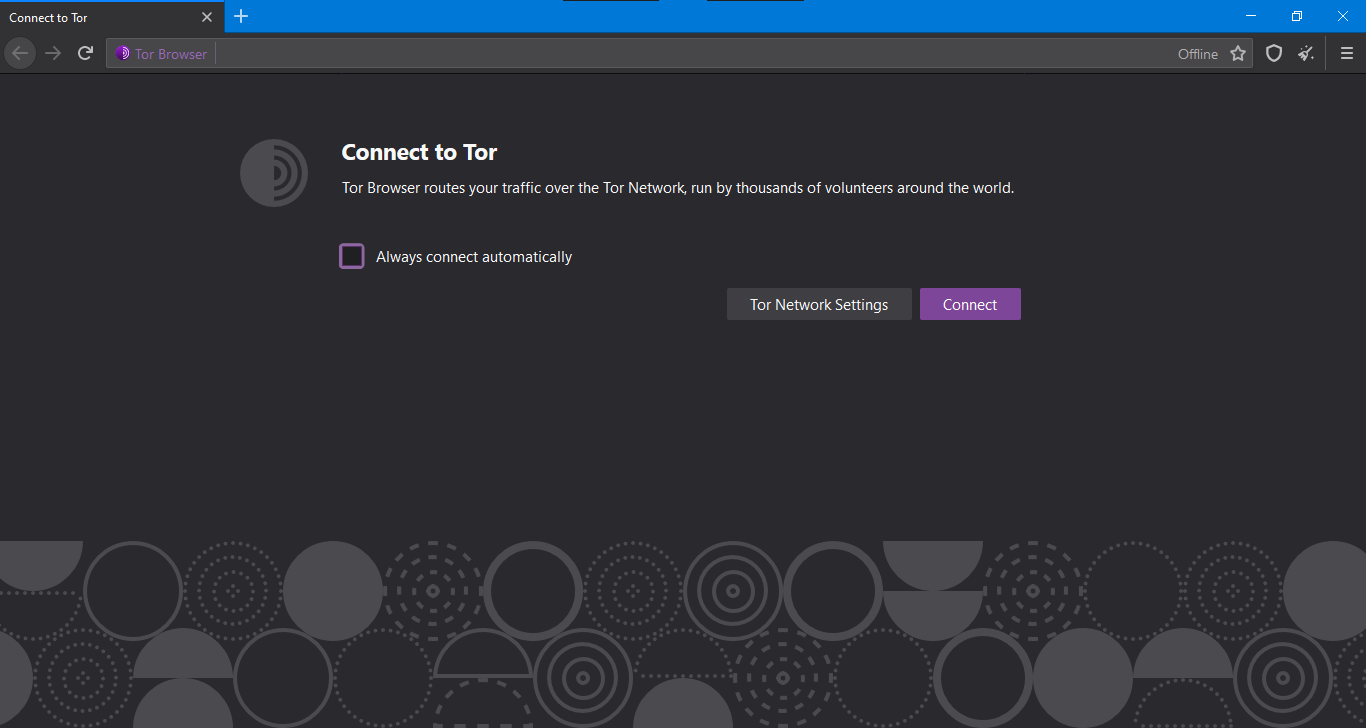 Connect to Tor
Tor Browser
Offline
Connect to Tor
Tor Browser routes your traffic over the Tor Network, run by thousands of volunteers around the world.
Always connect automatically
Tor Network Settings Connect